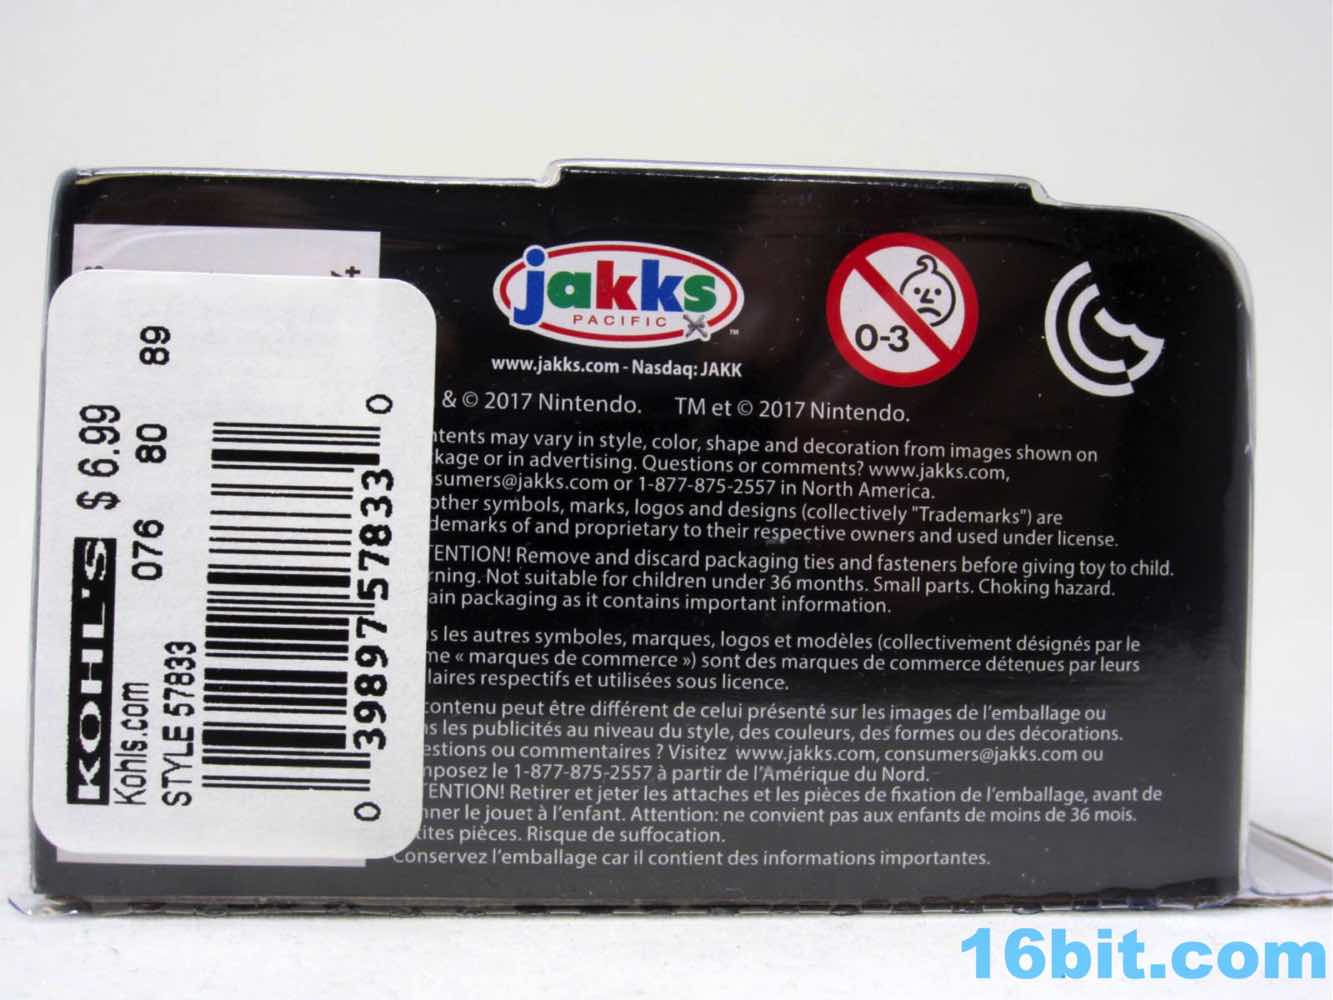 KOHL'S
$ 6.99
Kohls.com
076 80 89
STYLE 57833
0 39897 57833 0
jakks
PACIFIC
™
www.jakks.com - Nasdaq: JAKK
0-3
& © 2017 Nintendo. TM et © 2017 Nintendo.
may vary in style, color, shape and decoration from images shown on
or in advertising. Questions or comments? www.jakks.com,
sumers@jakks.com or 1-877-875-2557 in North America.
other symbols, marks, logos and designs (collectively "Trademarks") are
demarks of and proprietary to their respective owners and used under license.
TENTION! Remove and discard packaging ties and fasteners before giving toy to child.
rning. Not suitable for children under 36 months. Small parts. Choking hazard.
ain packaging as it contains important information.
s les autres symboles, marques, logos et modèles (collectivement désignés par le
me « marques de commerce ») sont des marques de commerce détenues par leurs
laires respectifs et utilisées sous licence.
contenu peut être différent de celui présenté sur les images de l'emballage ou
s les publicités au niveau du style, des couleurs, des formes ou des décorations.
estions ou commentaires ? Visitez www.jakks.com, consumers@jakks.com ou
mposez le 1-877-875-2557 à partir de l'Amérique du Nord.
TENTION! Retirer et jeter les attaches et les pièces de fixation de l'emballage, avant de
nner le jouet à l'enfant. Attention: ne convient pas aux enfants de moins de 36 mois.
tites pièces. Risque de suffocation.
Conservez l'emballage car il contient des informations importantes.
16bit.com